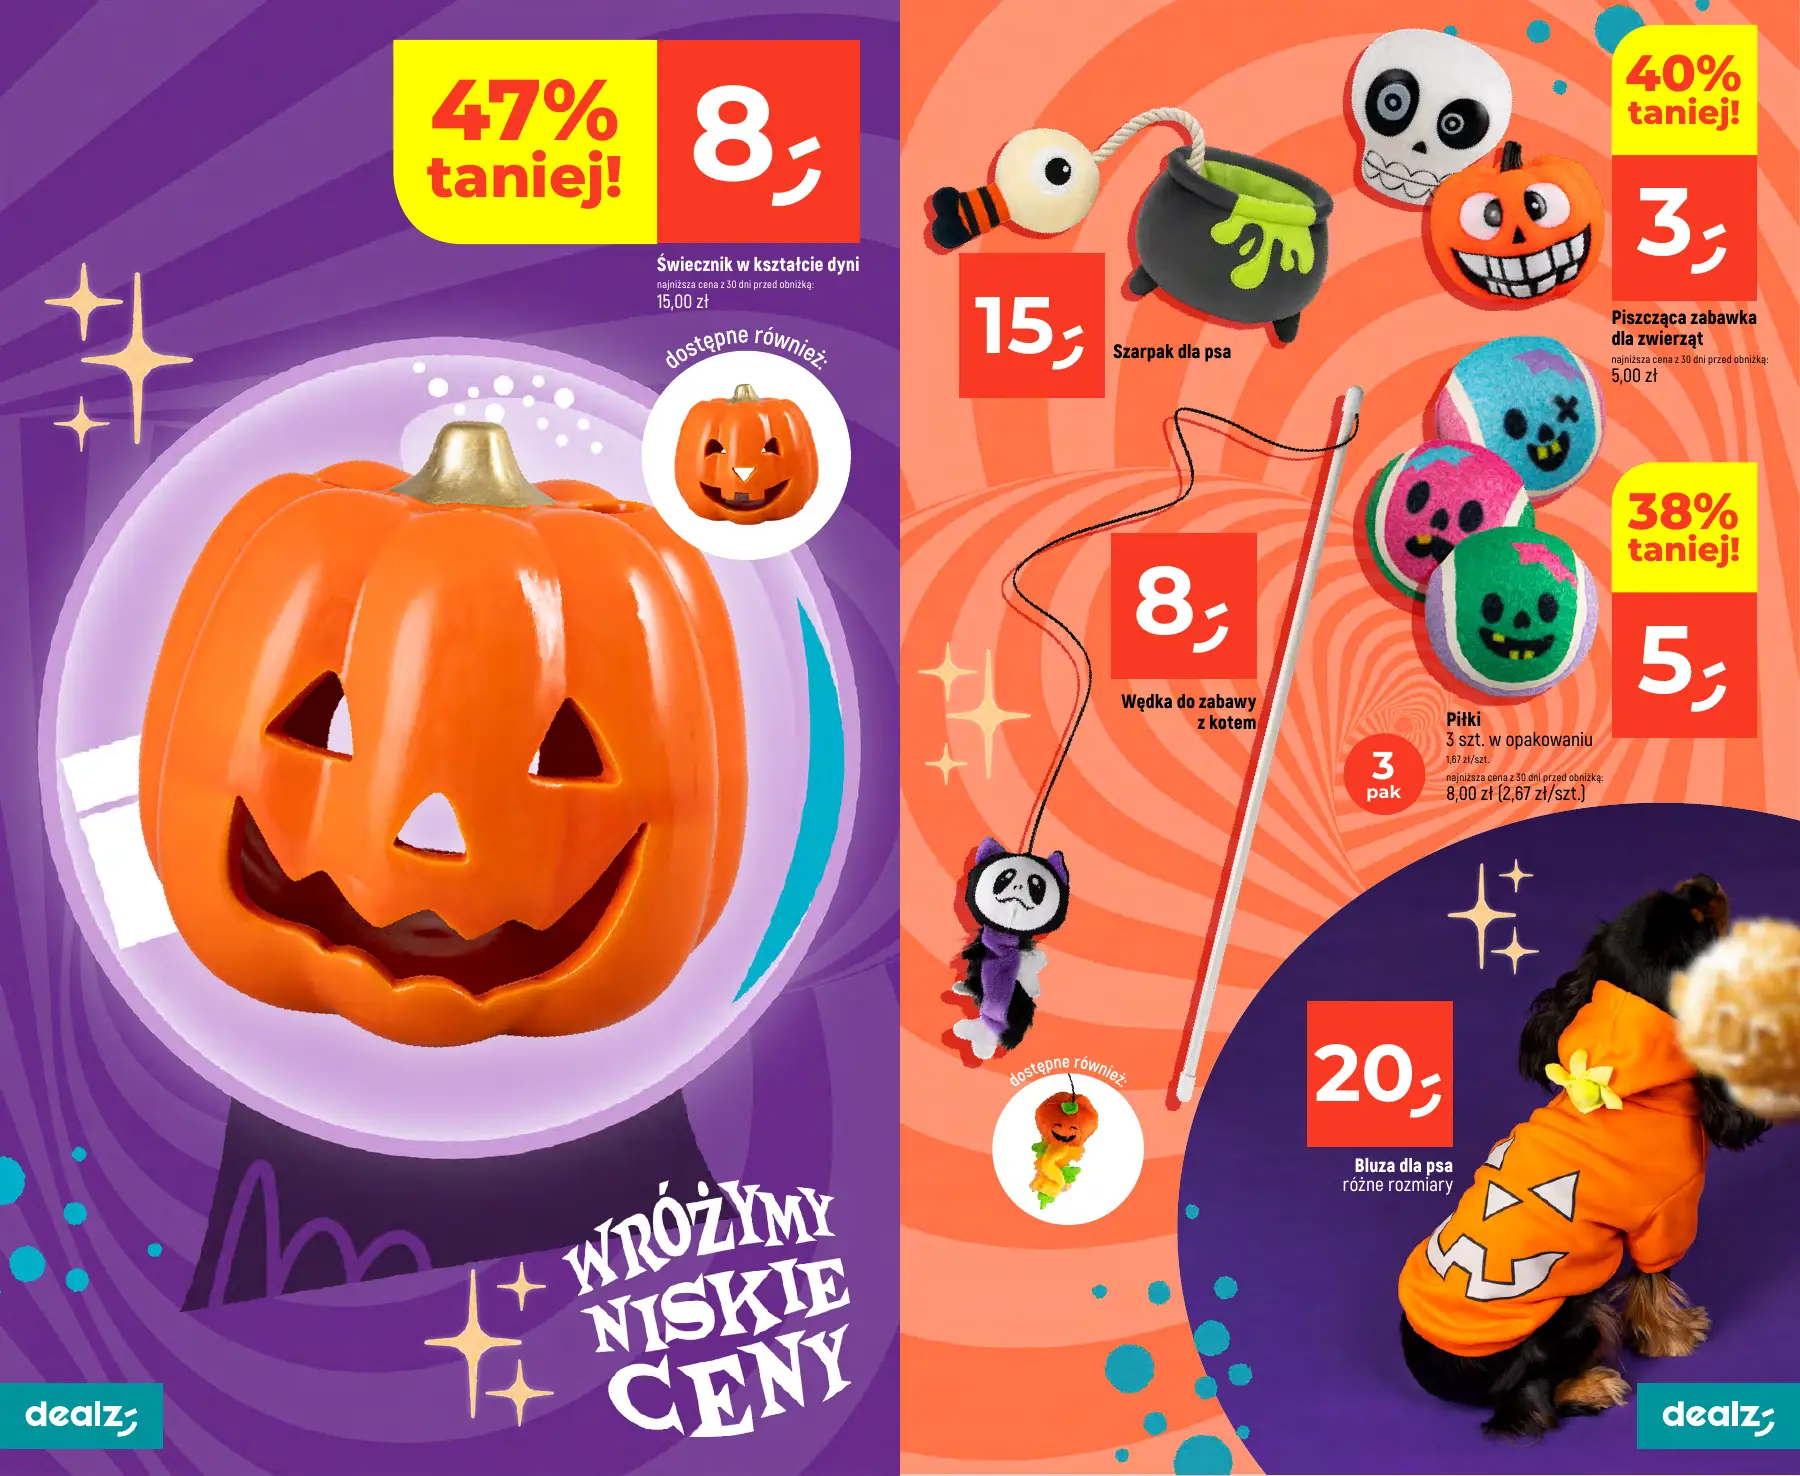 47%
taniej!
8,-
Świecznik w kształcie dyni
najniższa cena z 30 dni przed obniżką:
15,00 zł
dostępne również:
WRÓŻYMY
NISKIE
CENY
dealz
40%
taniej!
3,-
Piszcząca zabawka
dla zwierząt
najniższa cena z 30 dni przed obniżką:
5,00 zł
15,-
Szarpak dla psa
8,-
Wędka do zabawy
z kotem
dostępne również:
38%
taniej!
5,-
3
pak
Piłki
3 szt. w opakowaniu
1,67 zł/szt.
najniższa cena z 30 dni przed obniżką:
8,00 zł (2,67 zł/szt.)
20,-
Bluza dla psa
różne rozmiary
dealz